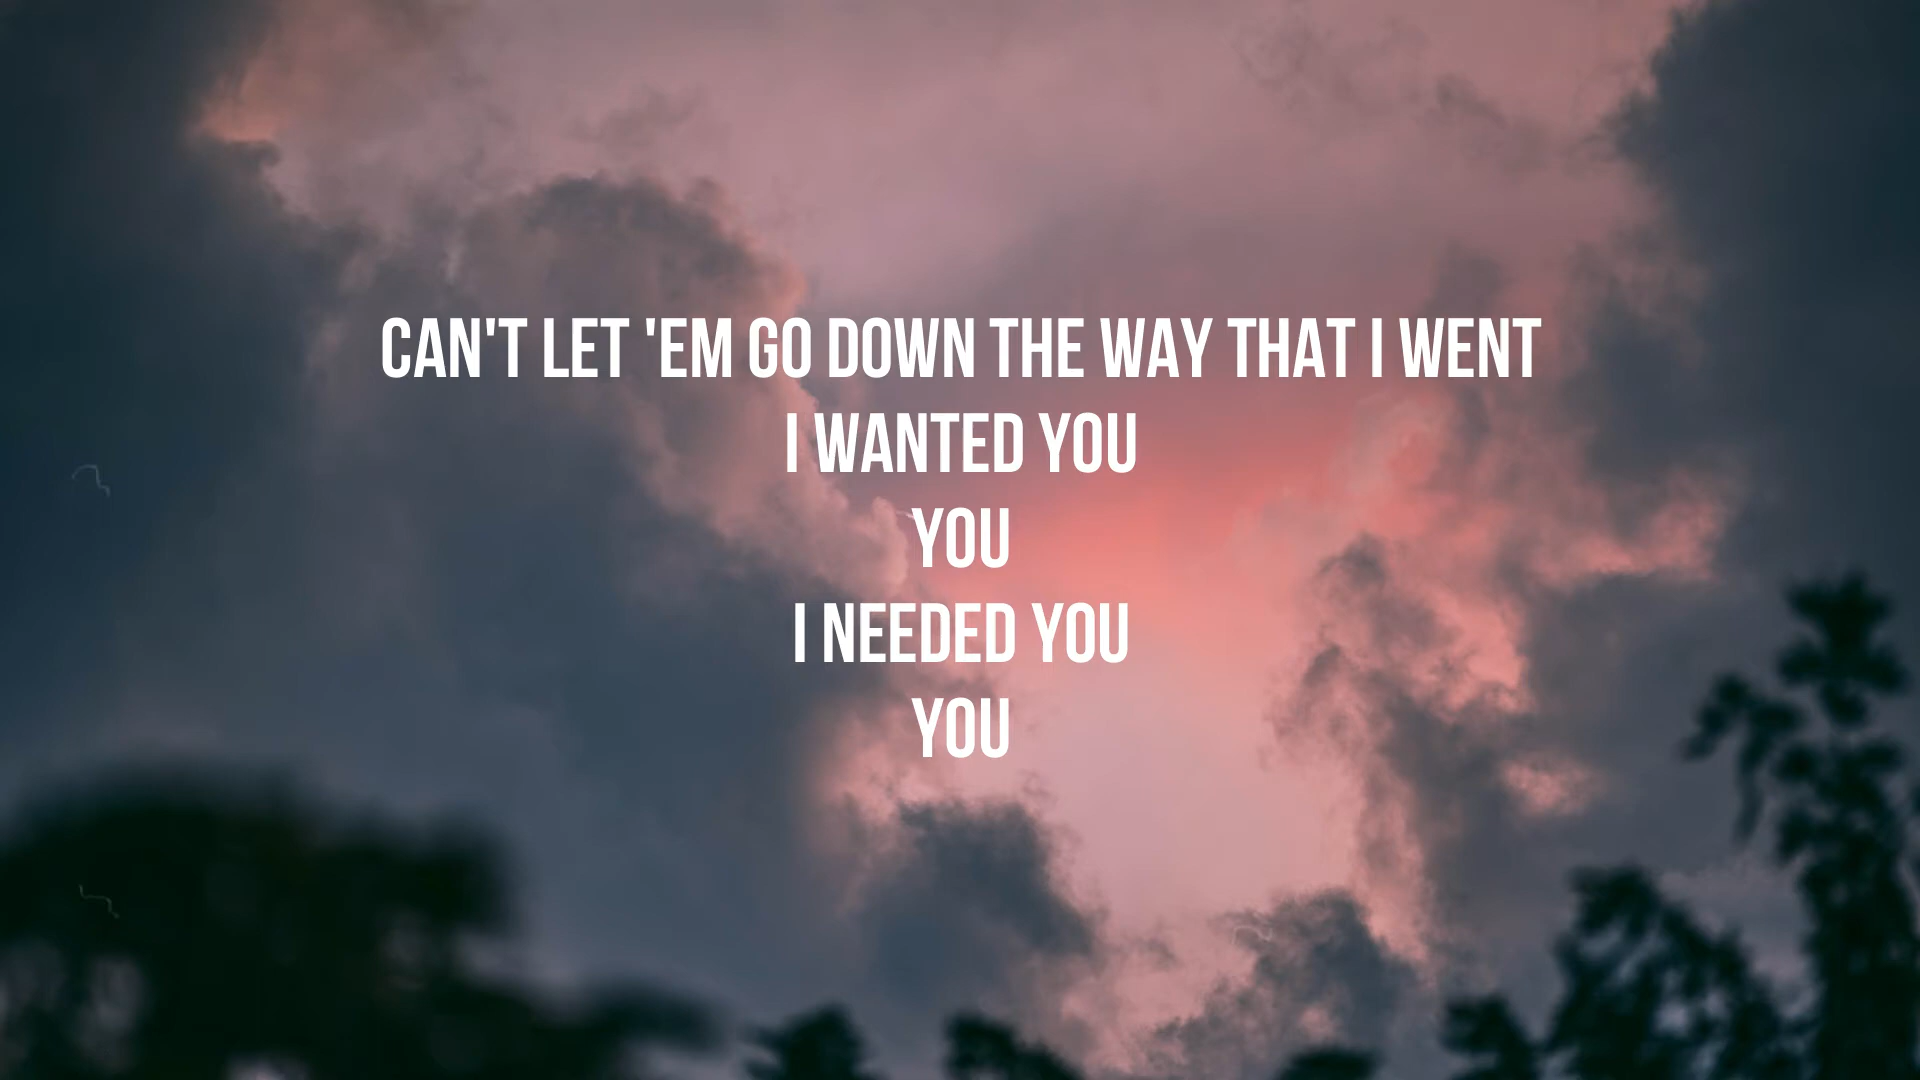 CAN'T LET 'EM GO DOWN THE WAY THAT I WENT
I WANTED YOU
YOU
I NEEDED YOU
YOU